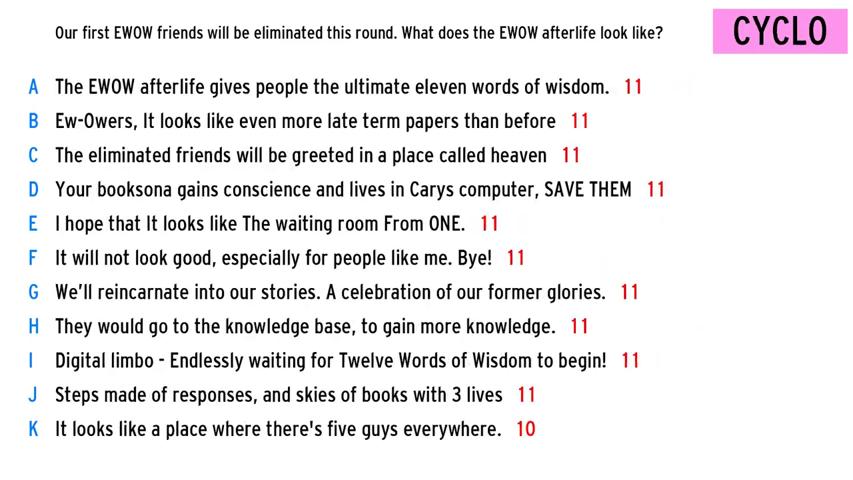 Our first EWOW friends will be eliminated this round. What does the EWOW afterlife look like?
CYCLO
A The EWOW afterlife gives people the ultimate eleven words of wisdom. 11
B Ew-Owers, It looks like even more late term papers than before 11
C The eliminated friends will be greeted in a place called heaven 11
D Your booksona gains conscience and lives in Carys computer, SAVE THEM 11
E I hope that It looks like The waiting room From ONE. 11
F It will not look good, especially for people like me. Bye! 11
G We'll reincarnate into our stories. A celebration of our former glories. 11
H They would go to the knowledge base, to gain more knowledge. 11
I Digital limbo - Endlessly waiting for Twelve Words of Wisdom to begin! 11
J Steps made of responses, and skies of books with 3 lives 11
K It looks like a place where there's five guys everywhere. 10